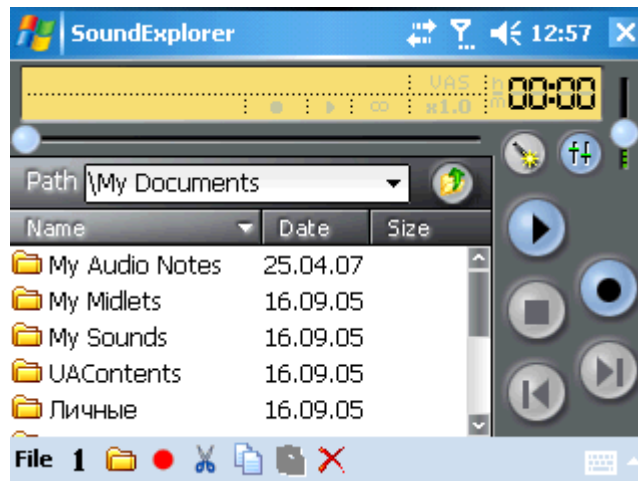 SoundExplorer 12:57
VAS h 00:00
x1.0 m
Path \My Documents
Name Date Size
My Audio Notes 25.04.07
My Midlets 16.09.05
My Sounds 16.09.05
UAContents 16.09.05
Личные 16.09.05
File 1